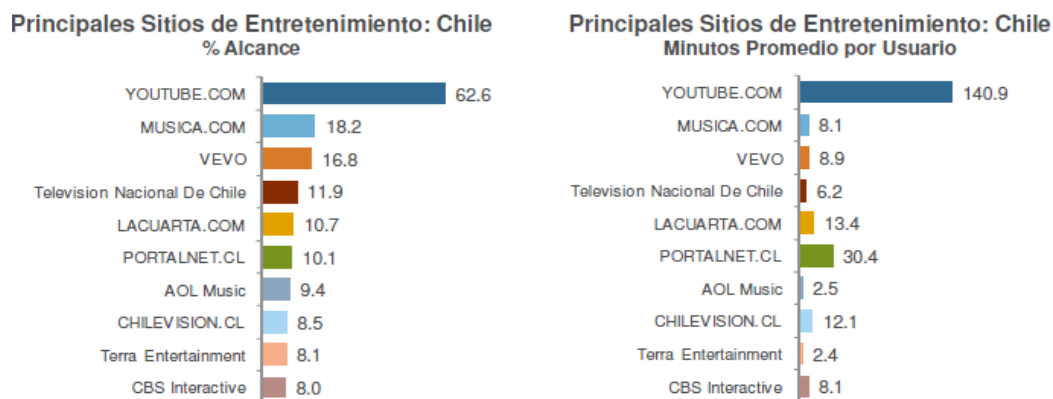 Principales Sitios de Entretenimiento: Chile
% Alcance
YOUTUBE.COM 62.6
MUSICA.COM 18.2
VEVO 16.8
Television Nacional De Chile 11.9
LACUARTA.COM 10.7
PORTALNET.CL 10.1
AOL Music 9.4
CHILEVISION.CL 8.5
Terra Entertainment 8.1
CBS Interactive 8.0
Principales Sitios de Entretenimiento: Chile
Minutos Promedio por Usuario
YOUTUBE.COM 140.9
MUSICA.COM 8.1
VEVO 8.9
Television Nacional De Chile 6.2
LACUARTA.COM 13.4
PORTALNET.CL 30.4
AOL Music 2.5
CHILEVISION.CL 12.1
Terra Entertainment 2.4
CBS Interactive 8.1